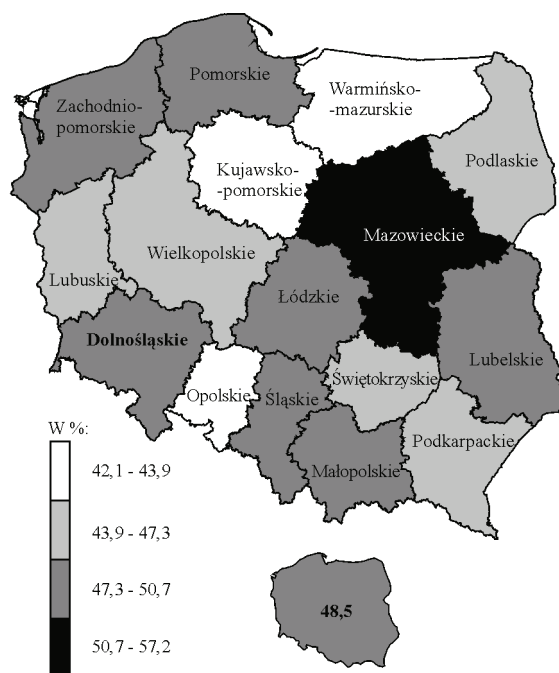 Pomorskie
Zachodnio-
pomorskie
Warmińsko-
-mazurskie
Kujawsko-
-pomorskie
Podlaskie
Mazowieckie
Wielkopolskie
Lubuskie
Łódzkie
Dolnośląskie
Lubelskie
Świętokrzyskie
Opolskie
Śląskie
Podkarpackie
Małopolskie
W %:
42,1 - 43,9
43,9 - 47,3
47,3 - 50,7
50,7 - 57,2
48,5